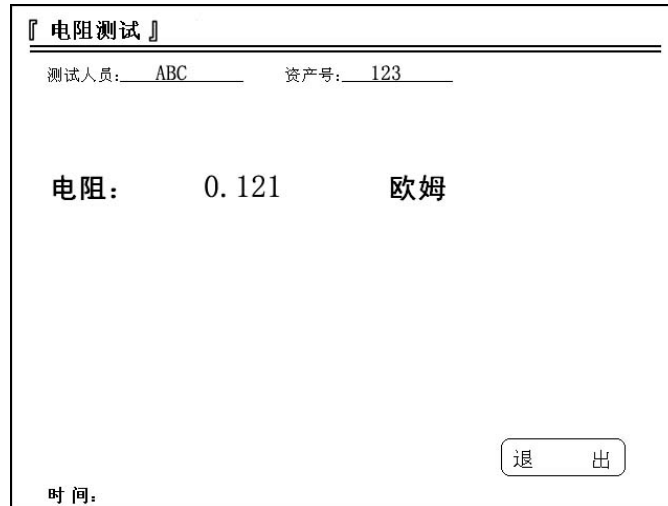 『 电阻测试 』
测试人员: ABC 资产号: 123
电阻： 0.121 欧姆
退 出
时 间：